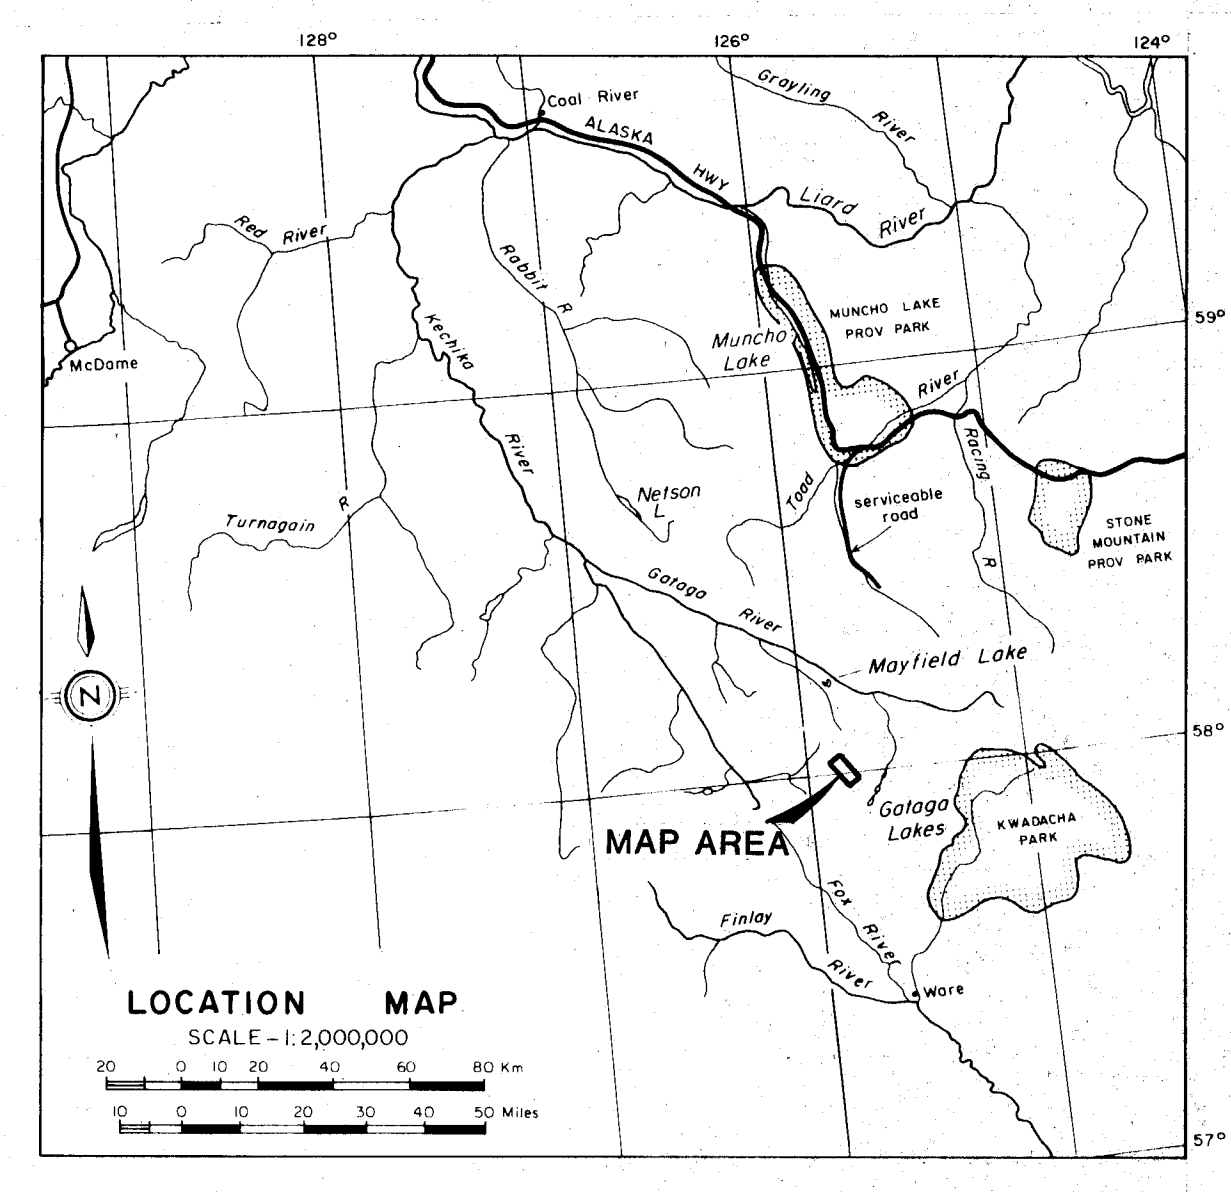 128°
126°
124°
Grayling
River
Coal River
ALASKA
HWY
Liard
River
Red River
Rabbit R
Kechika
River
MUNCHO LAKE
PROV PARK
59°
Muncho
Lake
McDame
River
Racing
R
Toad
Netson
L
serviceable
road
Turnagain R
STONE
MOUNTAIN
PROV PARK
Gataga
River
Mayfield Lake
N
58°
Gataga
Lakes
KWADACHA
PARK
MAP AREA
Fox
River
Finlay
River
Ware
LOCATION MAP
SCALE - 1:2,000,000
20 0 10 20 40 60 80 Km
10 0 10 20 30 40 50 Miles
57°